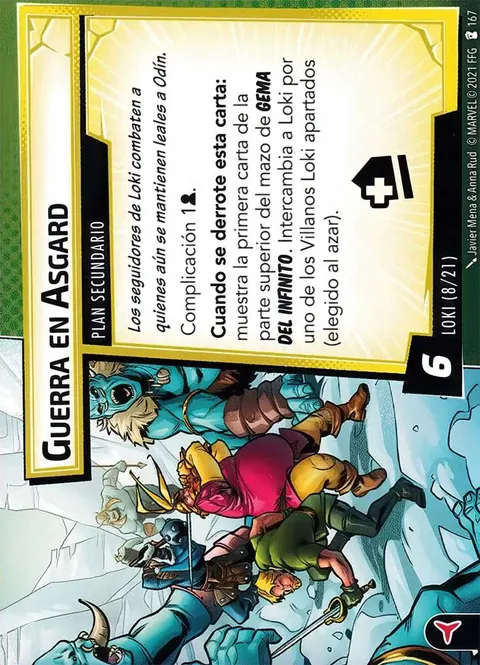 GUERRA EN ASGARD
PLAN SECUNDARIO
Los seguidores de Loki combaten a
quienes aún se mantienen leales a Odín.
Complicación 1.
Cuando se derrote esta carta:
muestra la primera carta de la
parte superior del mazo de GEMA
DEL INFINITO. Intercambia a Loki por
uno de los Villanos Loki apartados
(elegido al azar).
6
LOKI (8/21)
Javier Mena & Anna Rud © MARVEL © 2021 FFG 167